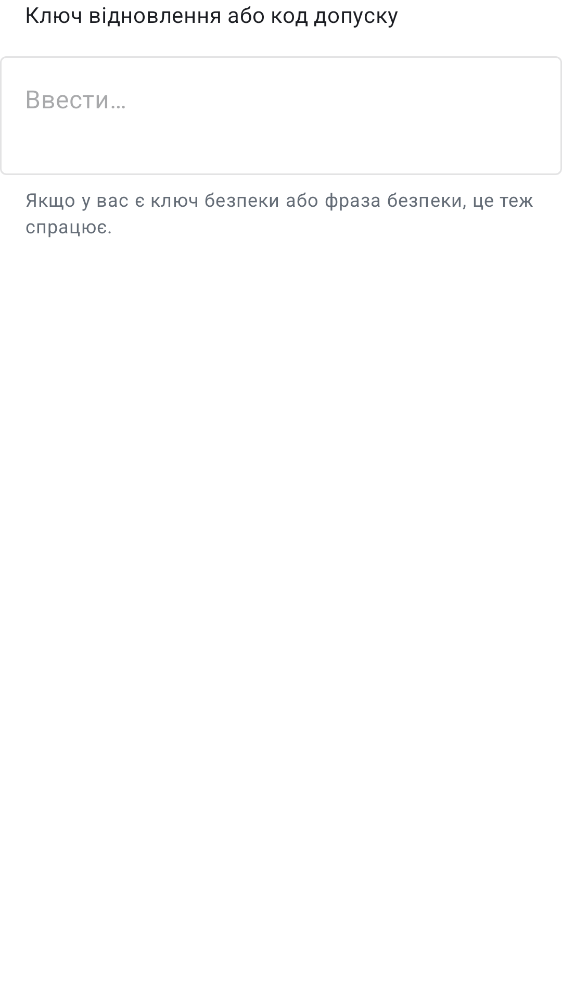 Ключ відновлення або код допуску
Ввести…
Якщо у вас є ключ безпеки або фраза безпеки, це теж
спрацює.